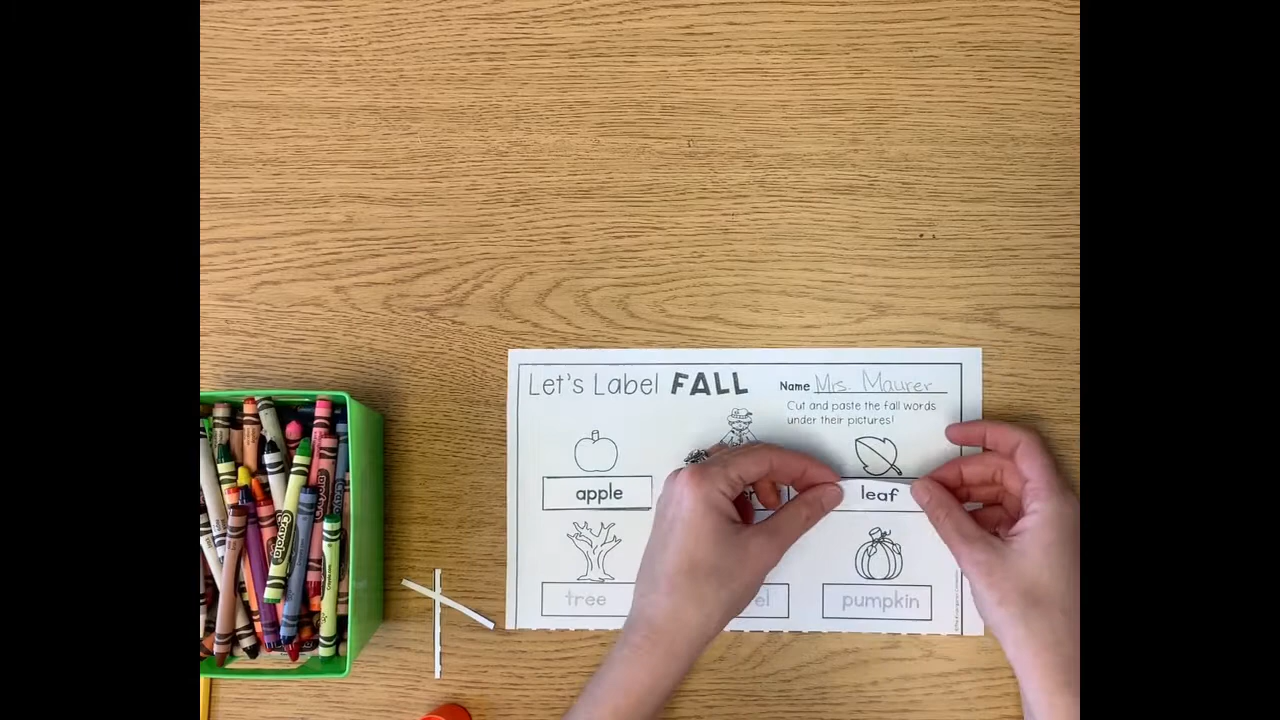 Let's Label FALL
Name Mrs. Maurer
Cut and paste the fall words
under their pictures!
apple
leaf
tree
pumpkin